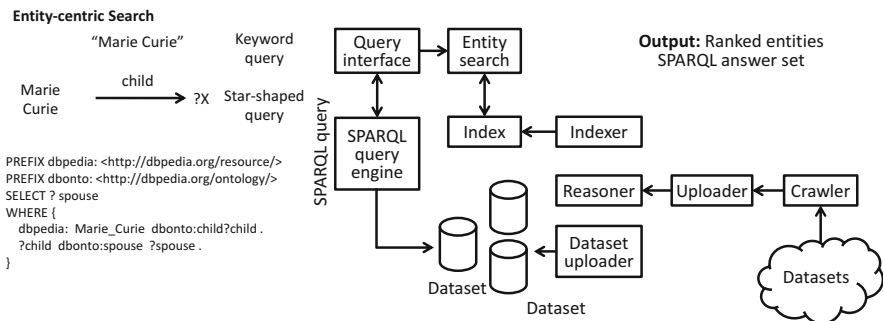 Entity-centric Search
"Marie Curie"
Keyword
query
Marie
Curie
child
?X
Star-shaped
query
PREFIX dbpedia: <http://dbpedia.org/resource/>
PREFIX dbonto: <http://dbpedia.org/ontology/>
SELECT ? spouse
WHERE {
dbpedia: Marie_Curie dbonto:child?child .
?child dbonto:spouse ?spouse .
}
SPARQL query
Query
interface
Entity
search
SPARQL
query
engine
Index
Indexer
Output: Ranked entities
SPARQL answer set
Reasoner
Uploader
Crawler
Dataset
uploader
Datasets
Dataset
Dataset